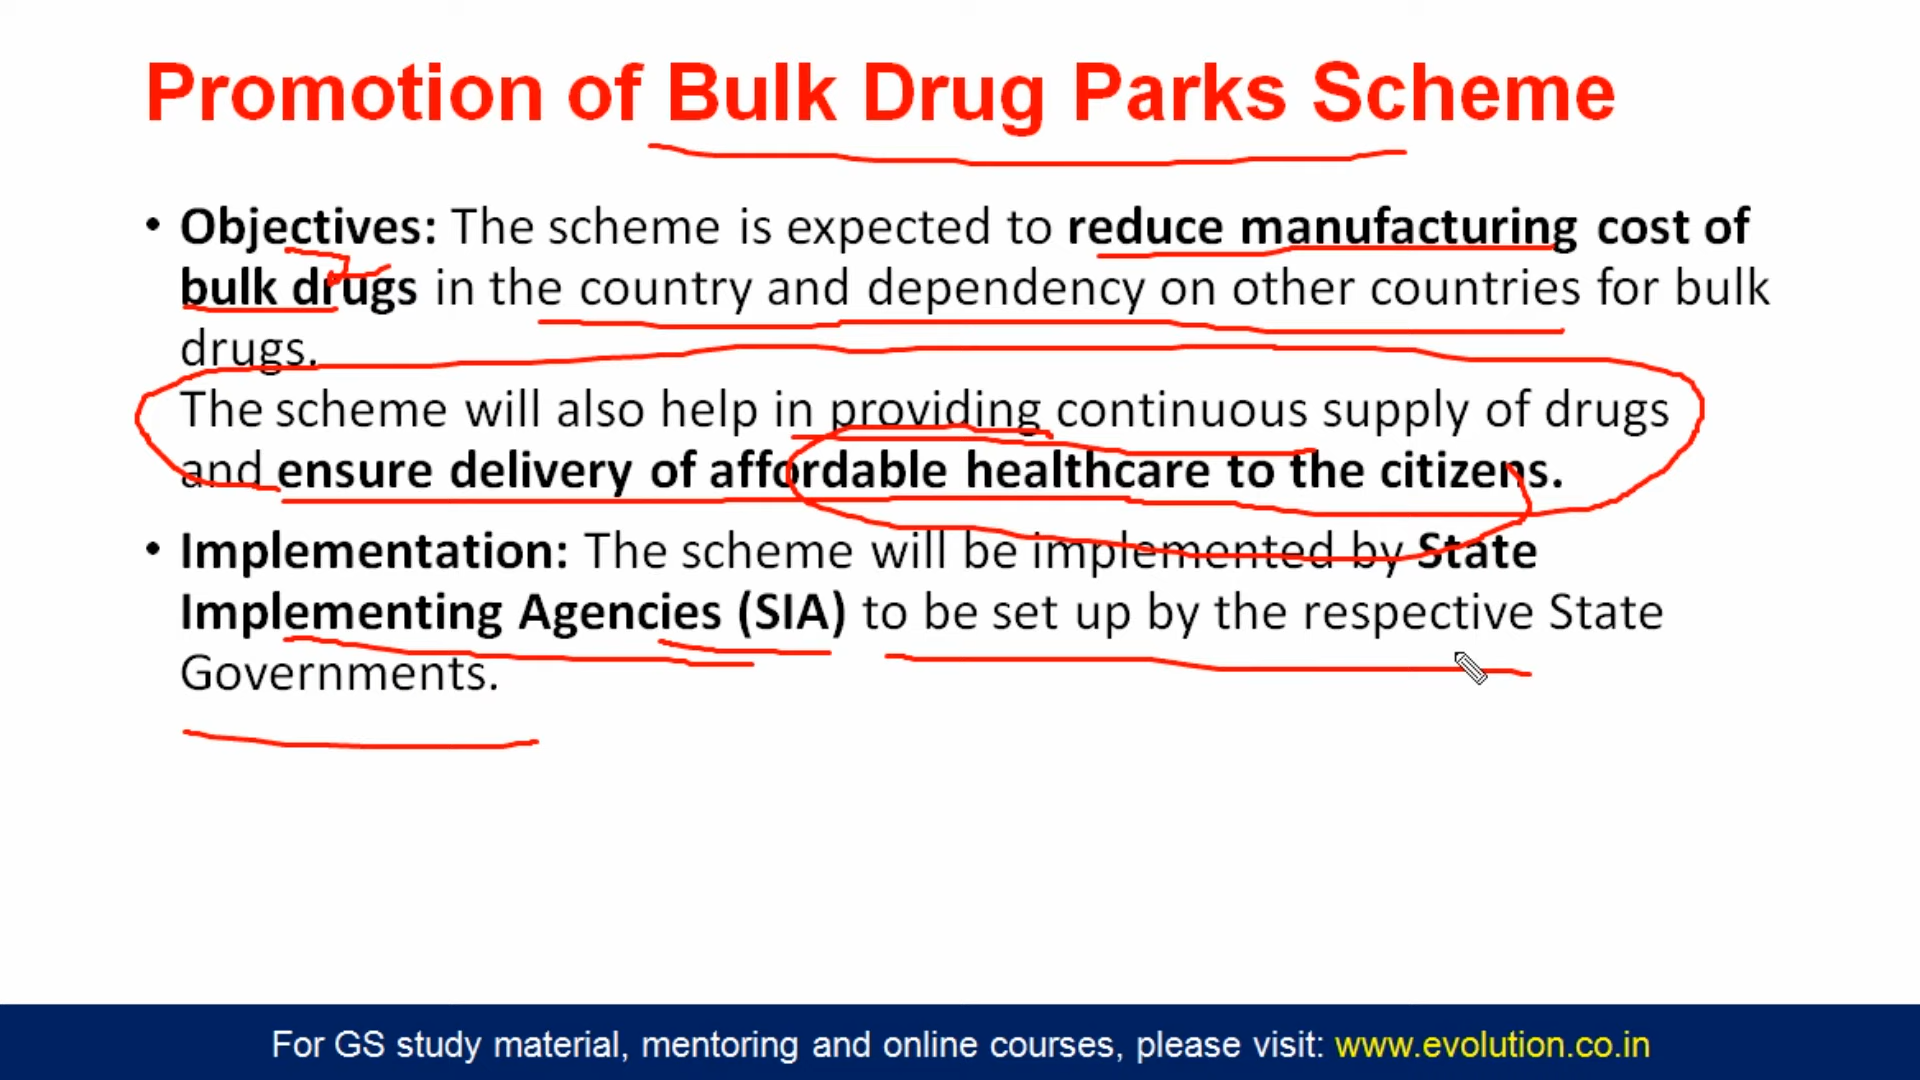 Promotion of Bulk Drug Parks Scheme
• Objectives: The scheme is expected to reduce manufacturing cost of
bulk drugs in the country and dependency on other countries for bulk
drugs.
The scheme will also help in providing continuous supply of drugs
and ensure delivery of affordable healthcare to the citizens.
• Implementation: The scheme will be implemented by State
Implementing Agencies (SIA) to be set up by the respective State
Governments.
For GS study material, mentoring and online courses, please visit: www.evolution.co.in